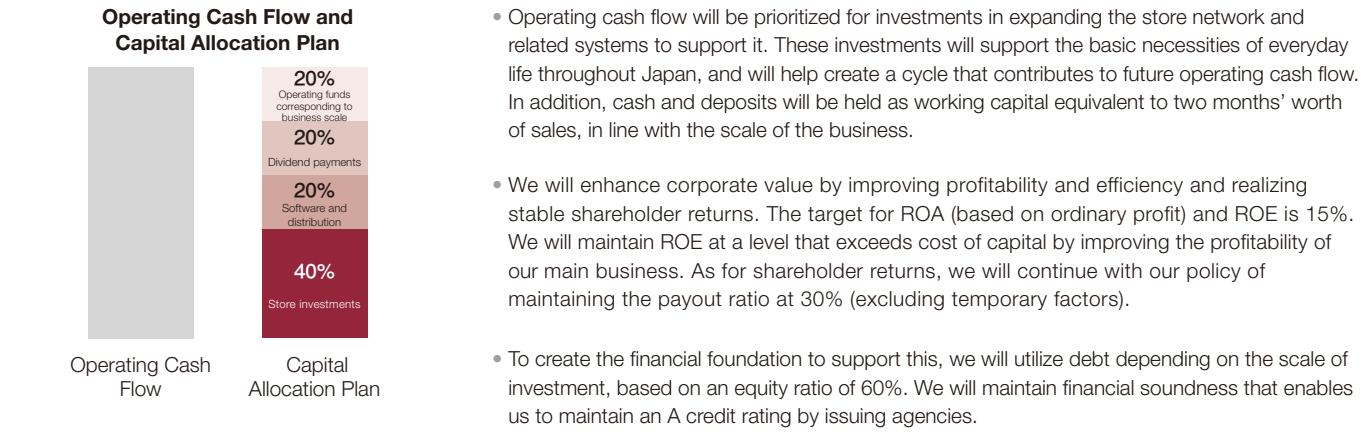 Operating Cash Flow and
Capital Allocation Plan
20%
Operating funds
corresponding to
business scale
20%
Dividend payments
20%
Software and
distribution
40%
Store investments
Operating Cash
Flow
Capital
Allocation Plan
• Operating cash flow will be prioritized for investments in expanding the store network and
related systems to support it. These investments will support the basic necessities of everyday
life throughout Japan, and will help create a cycle that contributes to future operating cash flow.
In addition, cash and deposits will be held as working capital equivalent to two months’ worth
of sales, in line with the scale of the business.
• We will enhance corporate value by improving profitability and efficiency and realizing
stable shareholder returns. The target for ROA (based on ordinary profit) and ROE is 15%.
We will maintain ROE at a level that exceeds cost of capital by improving the profitability of
our main business. As for shareholder returns, we will continue with our policy of
maintaining the payout ratio at 30% (excluding temporary factors).
• To create the financial foundation to support this, we will utilize debt depending on the scale of
investment, based on an equity ratio of 60%. We will maintain financial soundness that enables
us to maintain an A credit rating by issuing agencies.